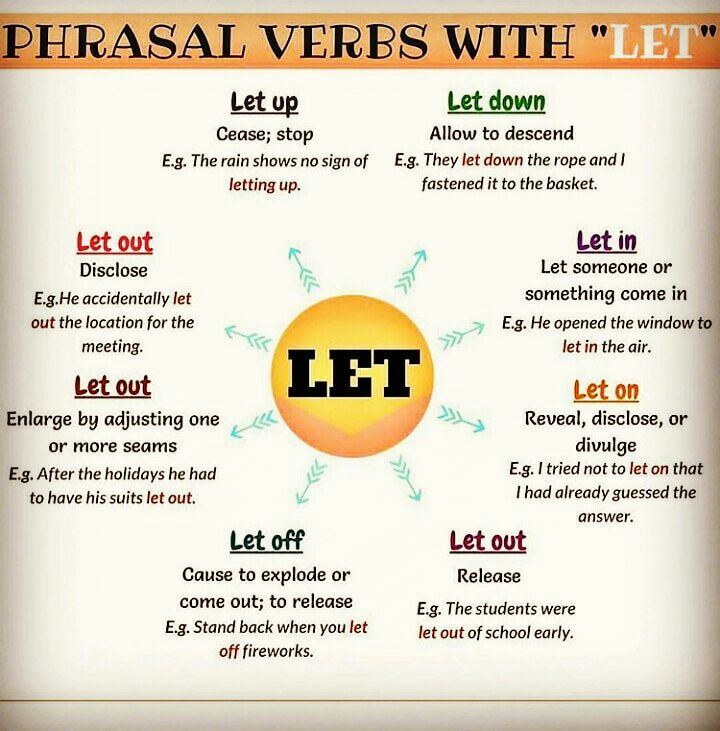 PHRASAL VERBS WITH "LET"
Let up
Cease; stop
E.g. The rain shows no sign of
letting up.
Let down
Allow to descend
E.g. They let down the rope and I
fastened it to the basket.
Let out
Disclose
E.g.He accidentally let
out the location for the
meeting.
Let in
Let someone or
something come in
E.g. He opened the window to
let in the air.
LET
Let out
Enlarge by adjusting one
or more seams
E.g. After the holidays he had
to have his suits let out.
Let on
Reveal, disclose, or
divulge
E.g. I tried not to let on that
I had already guessed the
answer.
Let off
Cause to explode or
come out; to release
E.g. Stand back when you let
off fireworks.
Let out
Release
E.g. The students were
let out of school early.